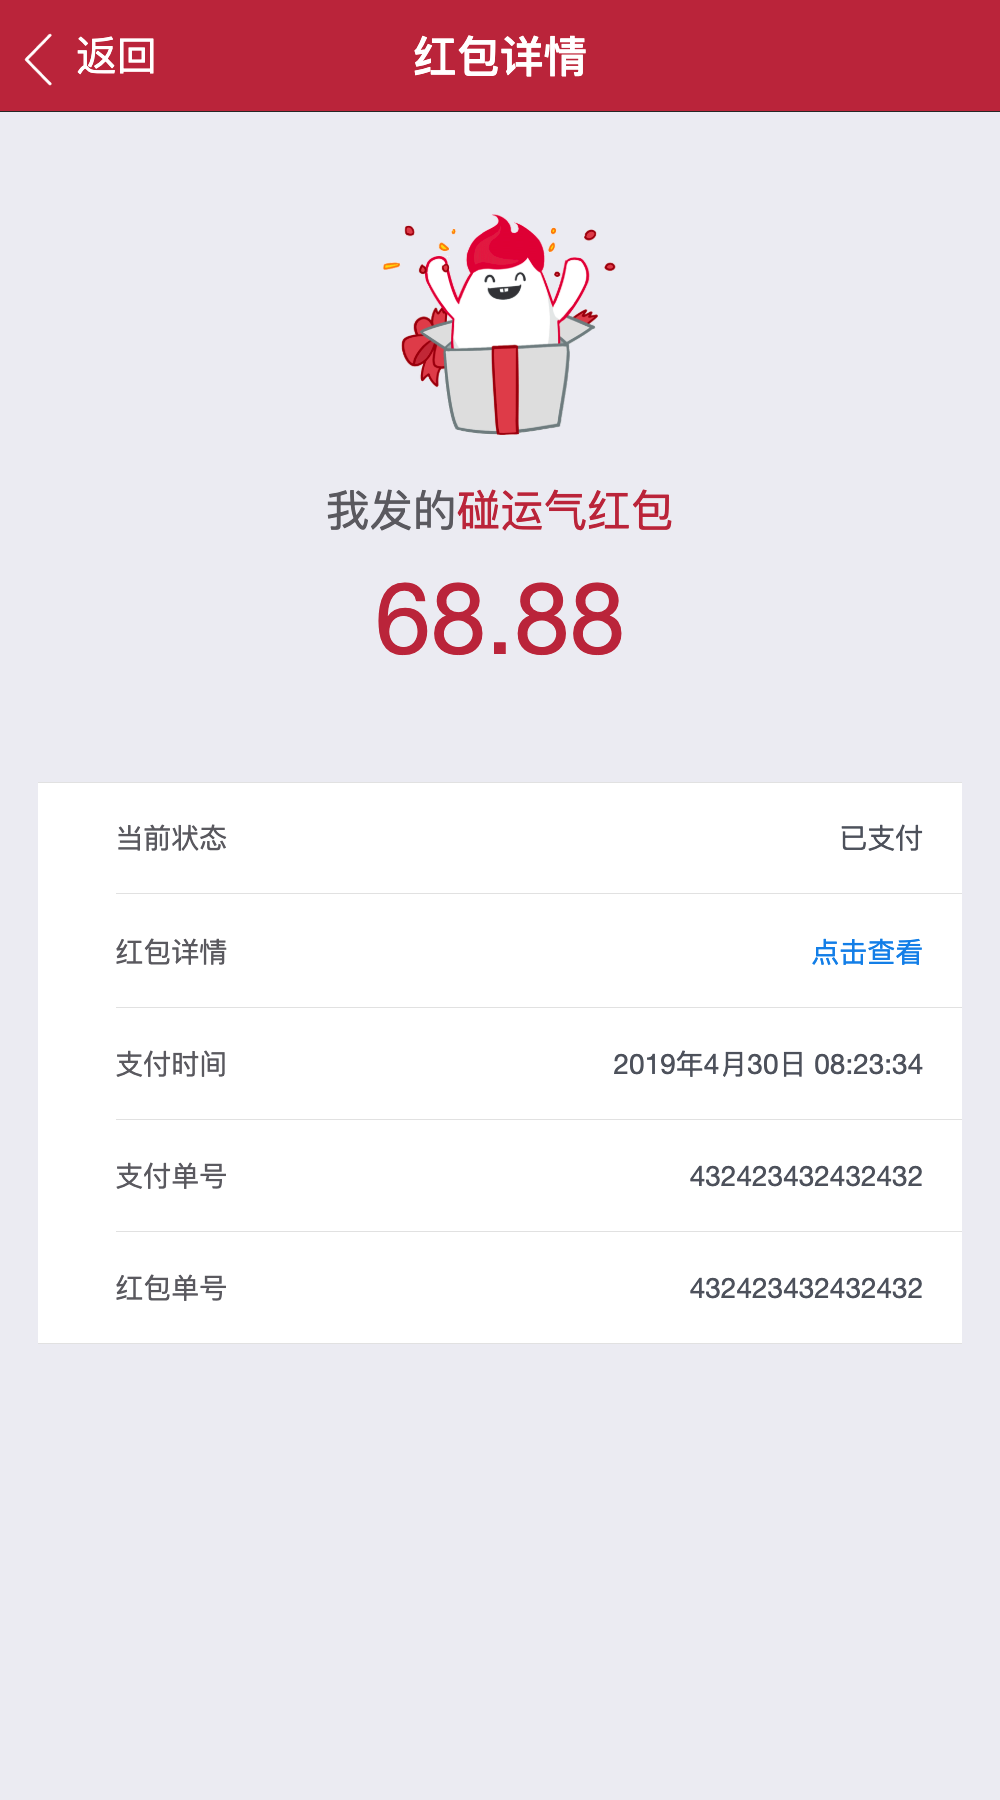 返回
红包详情
我发的碰运气红包
68.88
当前状态 已支付
红包详情 点击查看
支付时间 2019年4月30日 08:23:34
支付单号 432423432432432
红包单号 432423432432432